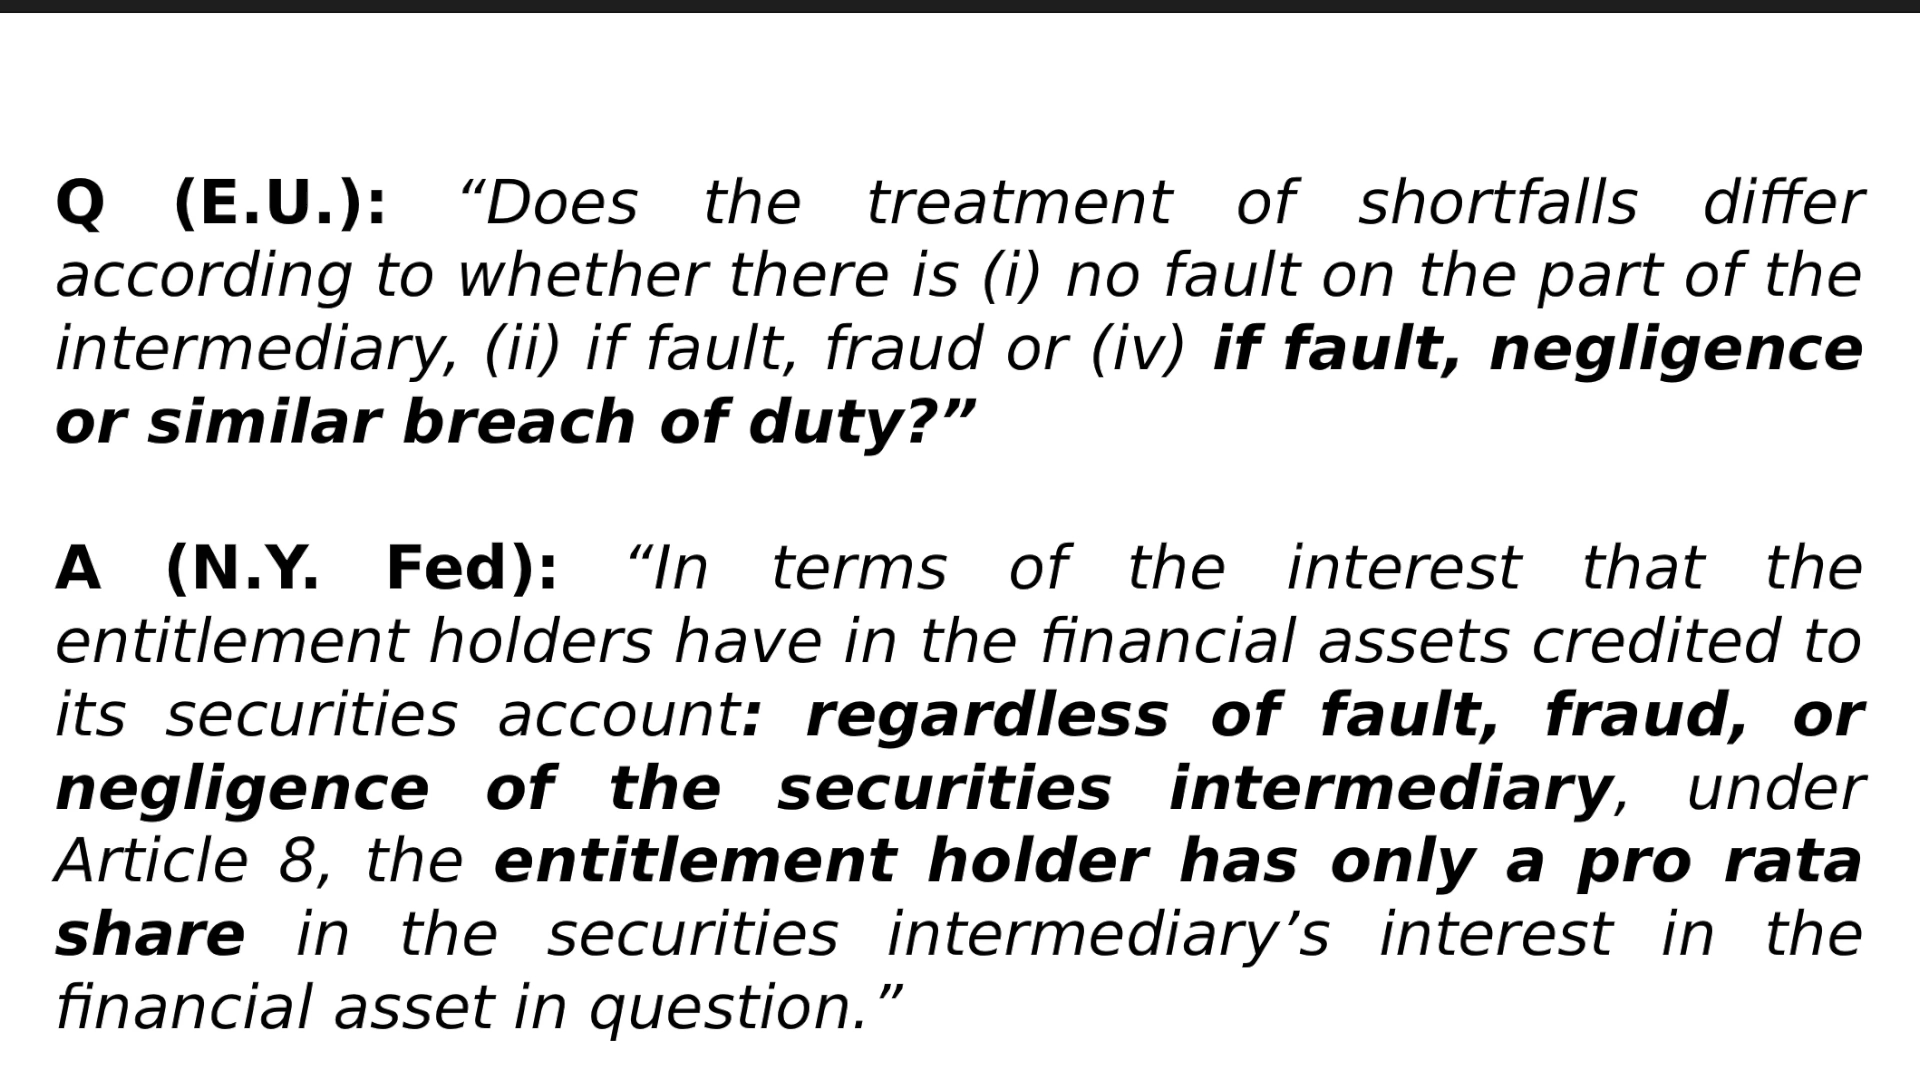 Q (E.U.): “Does the treatment of shortfalls differ
according to whether there is (i) no fault on the part of the
intermediary, (ii) if fault, fraud or (iv) if fault, negligence
or similar breach of duty?”
A (N.Y. Fed): “In terms of the interest that the
entitlement holders have in the financial assets credited to
its securities account: regardless of fault, fraud, or
negligence of the securities intermediary, under
Article 8, the entitlement holder has only a pro rata
share in the securities intermediary’s interest in the
financial asset in question.”